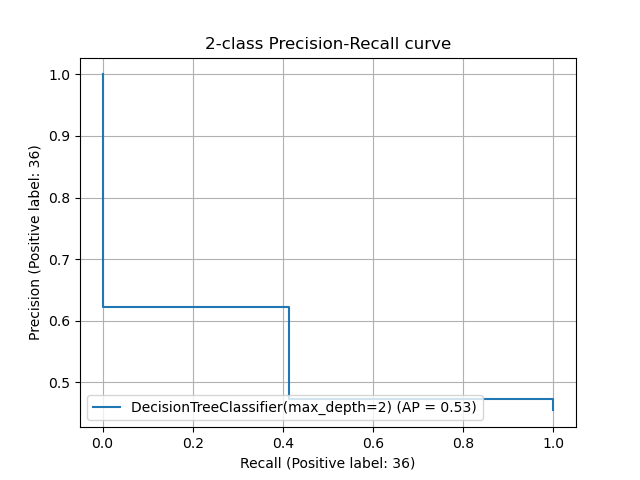 2-class Precision-Recall curve
1.0
0.9
0.8
0.7
0.6
0.5
Precision (Positive label: 36)
DecisionTreeClassifier(max_depth=2) (AP = 0.53)
0.0 0.2 0.4 0.6 0.8 1.0
Recall (Positive label: 36)